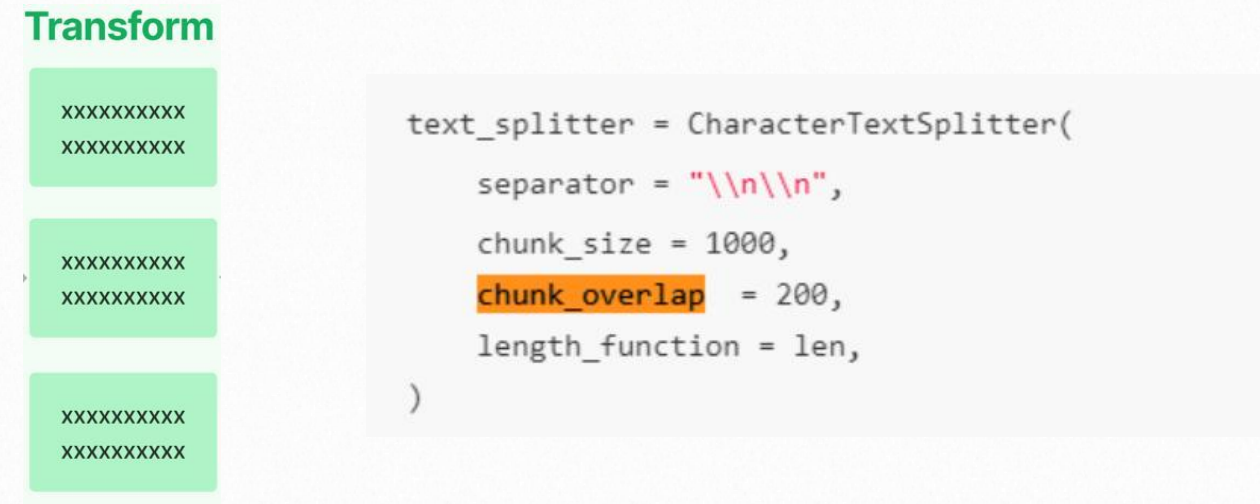 Transform
xxxxxxxxxx
xxxxxxxxxx
xxxxxxxxxx
xxxxxxxxxx
xxxxxxxxxx
xxxxxxxxxx
text_splitter = CharacterTextSplitter(
separator = "\\n\\n",
chunk_size = 1000,
chunk_overlap = 200,
length_function = len,
)